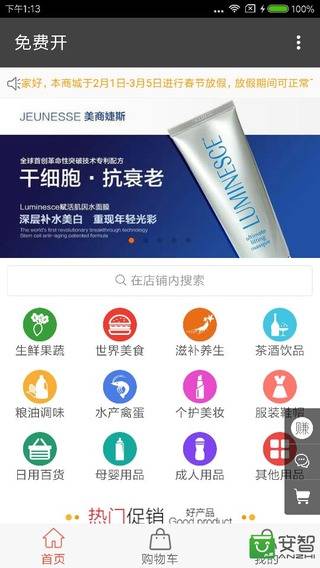 下午1:13
100%
免费开
家好，本商城于2月1日-3月5日进行春节放假，放假期间可正常下
JEUNESSE 美商婕斯
全球首创革命性突破技术专利配方
干细胞·抗衰老
Luminesce赋活肌因水面膜
深层补水美白 重现年轻光彩
The world's first revolutionary breakthrough technology
Stem cell anti-aging patented formula
LUMINESCE
ultimate
lifting
masque
在店铺内搜索
生鲜果蔬 世界美食 滋补养生 茶酒饮品
粮油调味 水产禽蛋 个护美妆 服装鞋帽
赚
日用百货 母婴用品 成人用品 其他用品
热门促销 好产品
Good product
首页 购物车 我的
安智
ANZHI